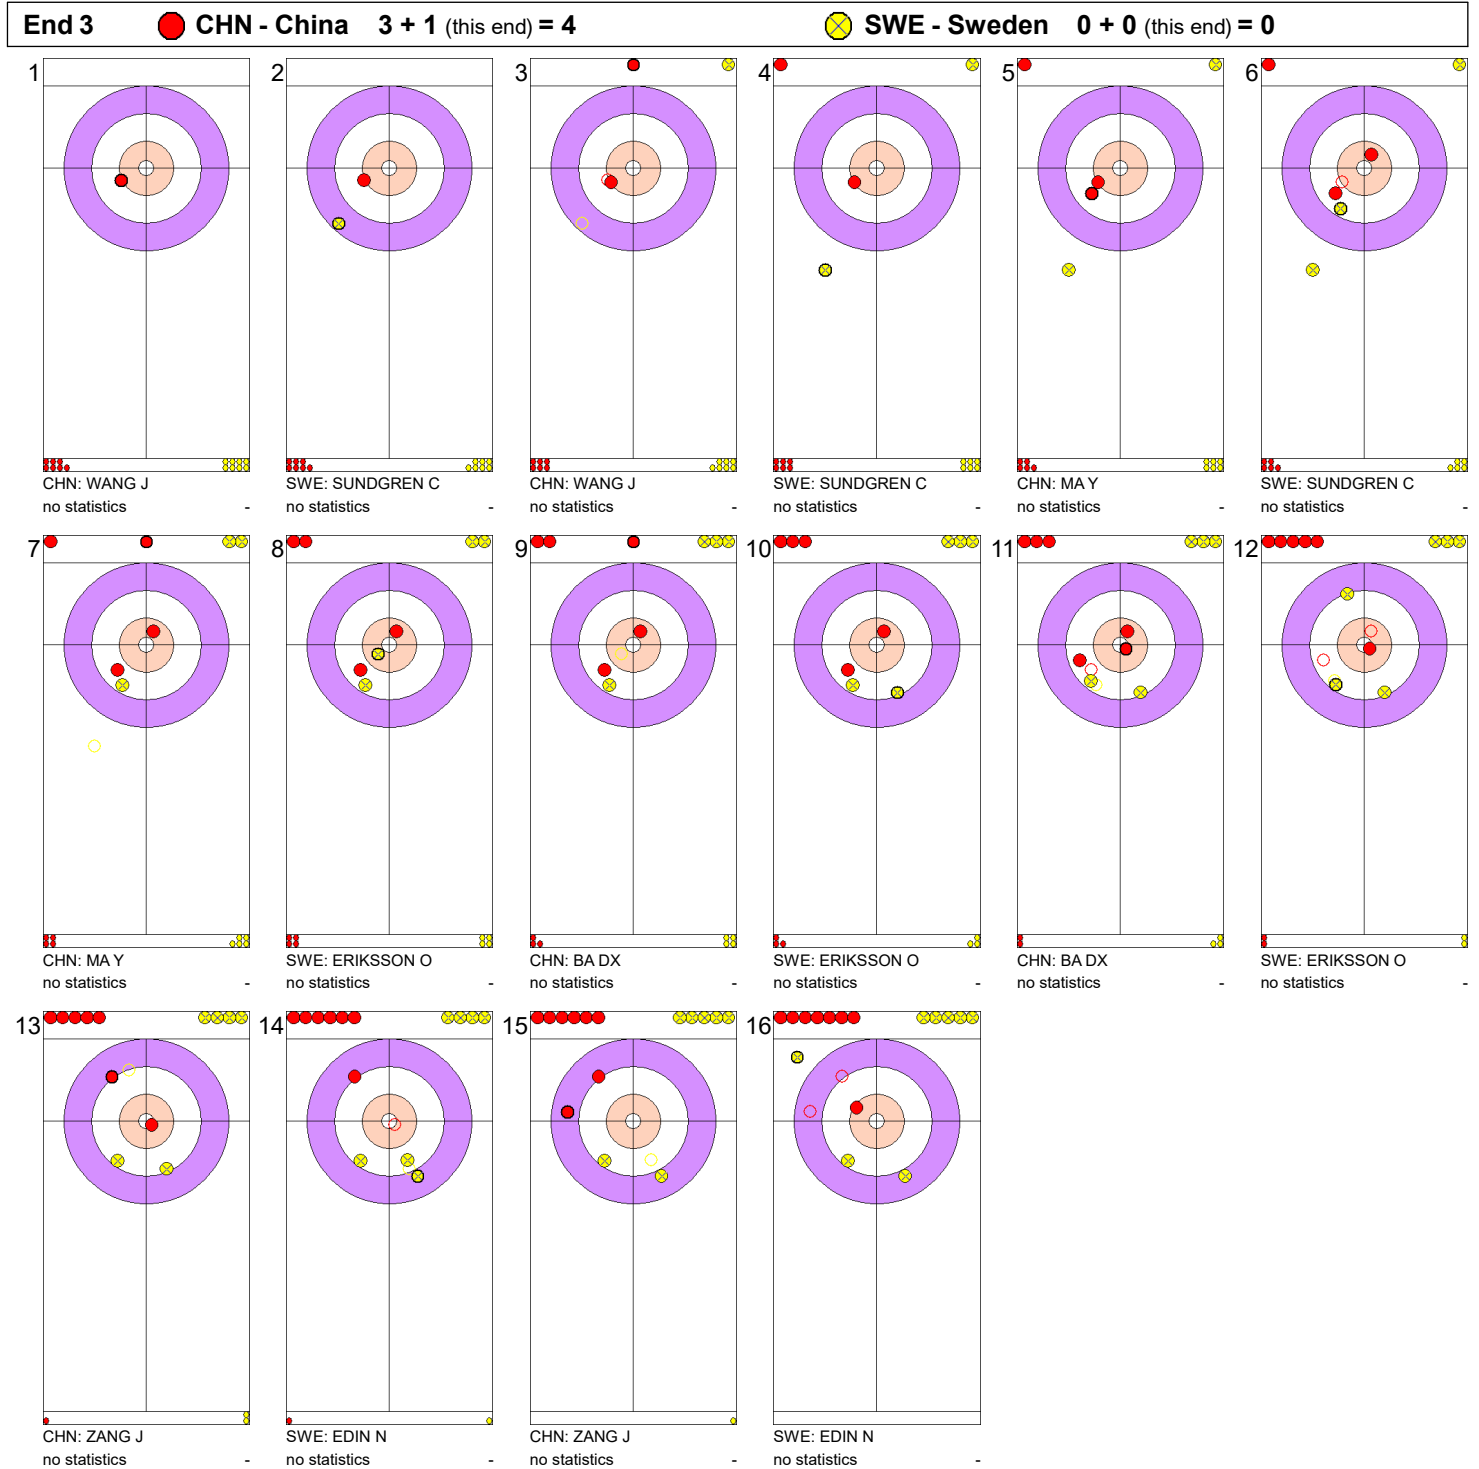 End 3 CHN - China 3 + 1 (this end) = 4 SWE - Sweden 0 + 0 (this end) = 0
1 2 3 4 5 6
CHN: WANG J SWE: SUNDGREN C CHN: WANG J SWE: SUNDGREN C CHN: MA Y SWE: SUNDGREN C
no statistics - no statistics - no statistics - no statistics - no statistics - no statistics -
7 8 9 10 11 12
CHN: MA Y SWE: ERIKSSON O CHN: BA DX SWE: ERIKSSON O CHN: BA DX SWE: ERIKSSON O
no statistics - no statistics - no statistics - no statistics - no statistics - no statistics -
13 14 15 16
CHN: ZANG J SWE: EDIN N CHN: ZANG J SWE: EDIN N
no statistics - no statistics - no statistics - no statistics -